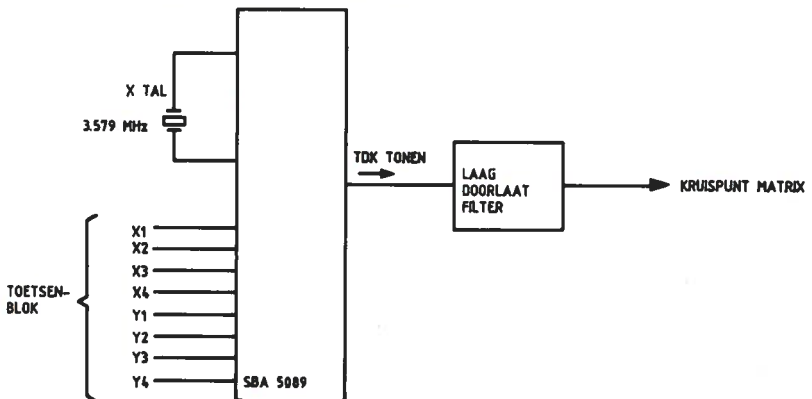 X TAL
3.579 MHz
TDK TONEN
LAAG
DOORLAAT
FILTER
KRUISPUNT MATRIX
X1
X2
X3
X4
Y1
Y2
Y3
Y4
TOETSEN-
BLOK
SBA 5089